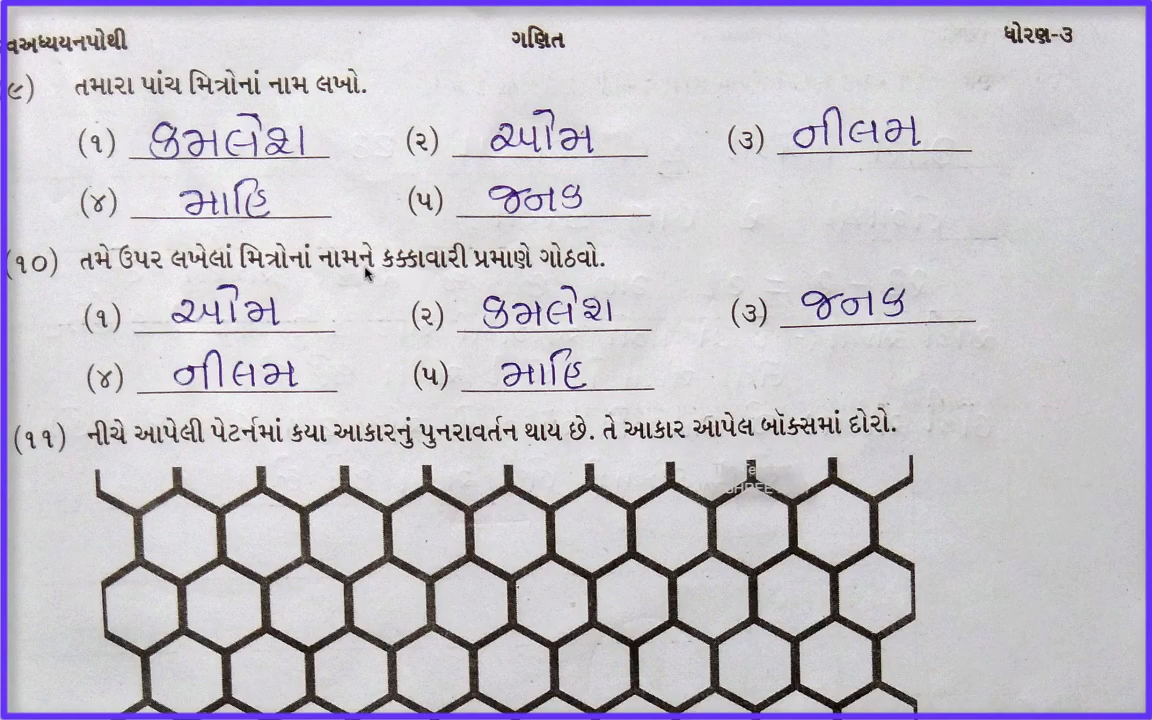 વઅધ્યયનપોથી ગણિત ધોરણ-૩
૯) તમારા પાંચ મિત્રોનાં નામ લખો.
(૧) કમલેશ (૨) ઓમ (૩) નીલમ
(૪) માહિ (૫) જનક
(૧૦) તમે ઉપર લખેલાં મિત્રોનાં નામને કક્કાવારી પ્રમાણે ગોઠવો.
(૧) ઓમ (૨) કમલેશ (૩) જનક
(૪) નીલમ (૫) માહિ
(૧૧) નીચે આપેલી પેટર્નમાં કયા આકારનું પુનરાવર્તન થાય છે. તે આકાર આપેલ બૉક્સમાં દોરો.